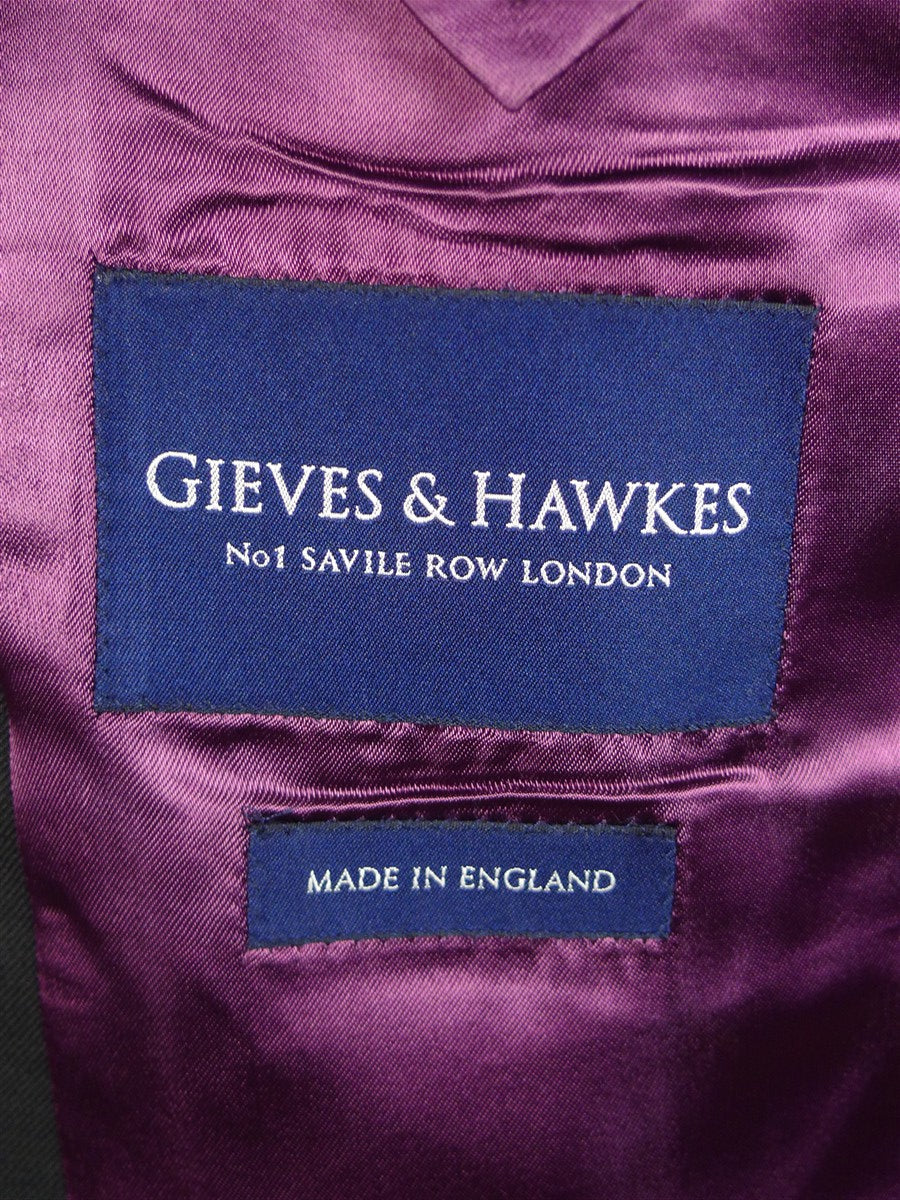 GIEVES & HAWKES
No1 SAVILE ROW LONDON
MADE IN ENGLAND